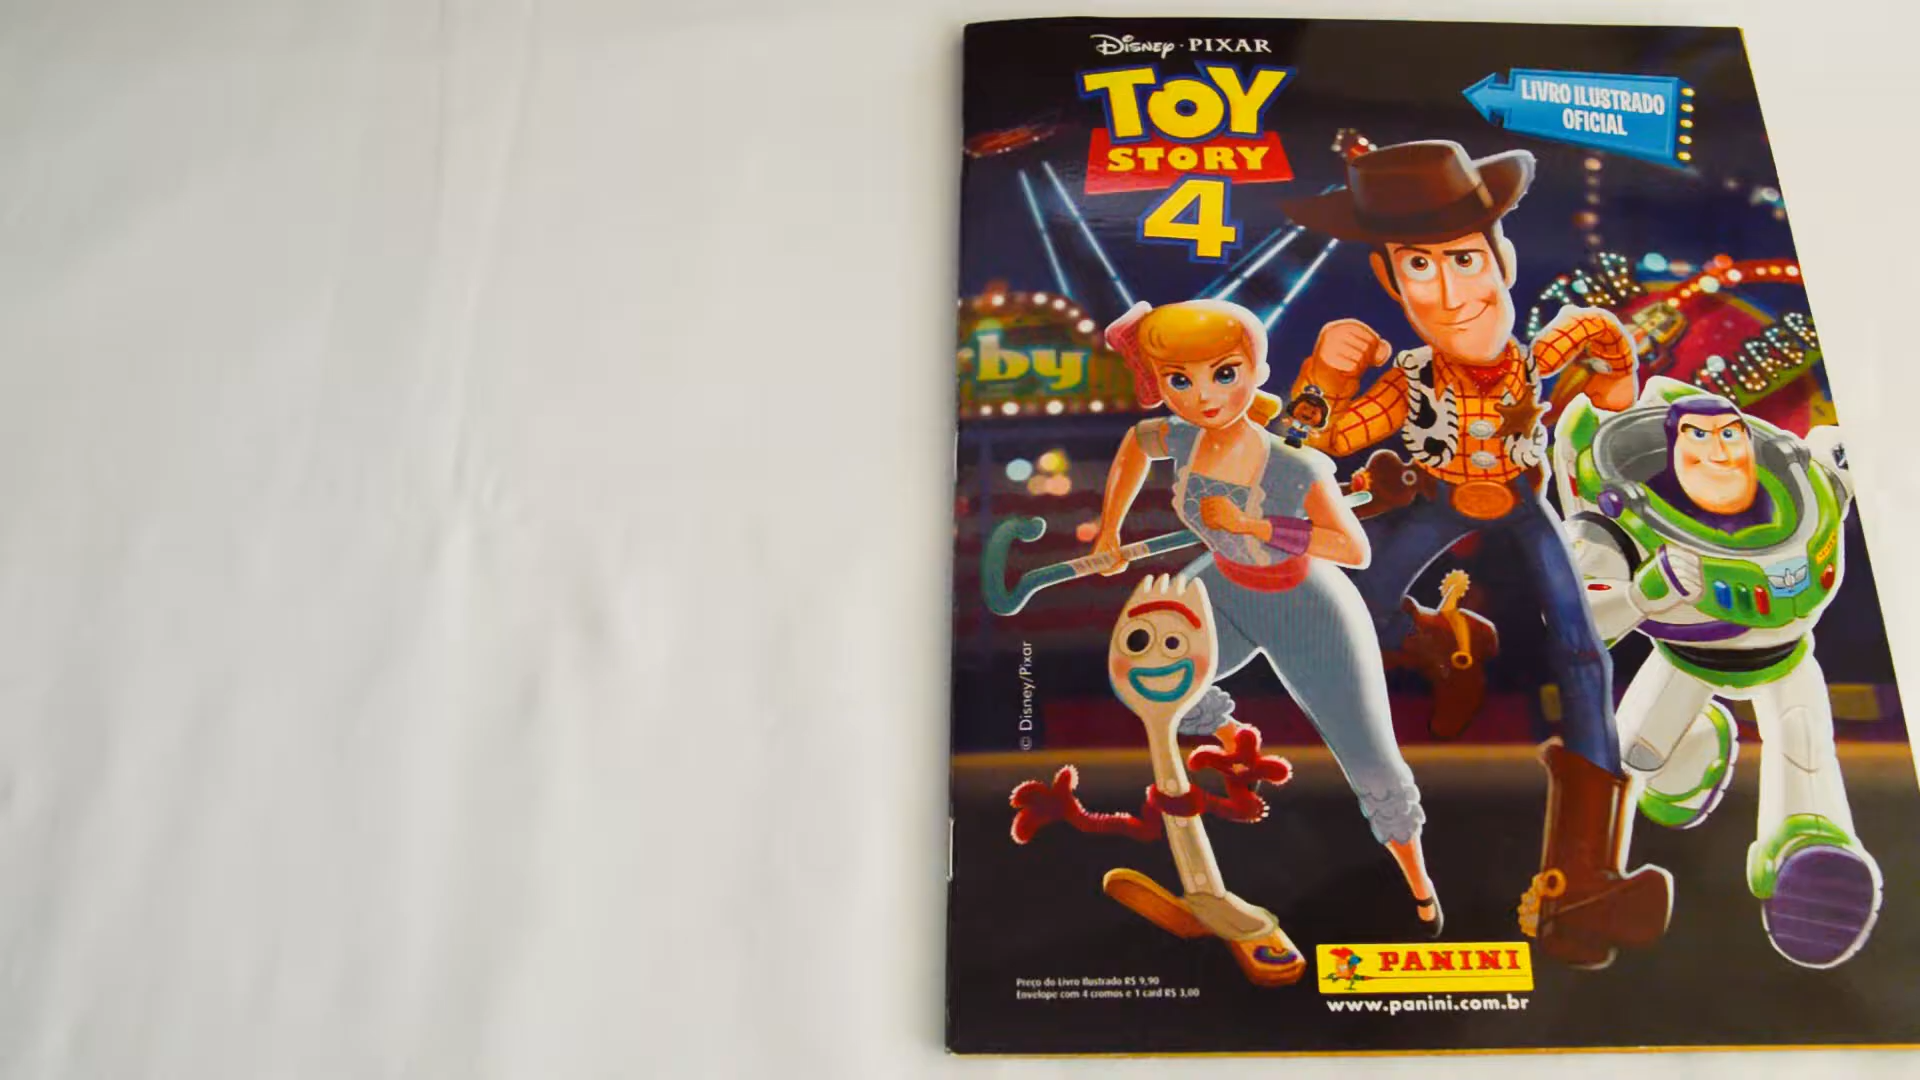 Disney · PIXAR
TOY
STORY
4
LIVRO ILUSTRADO
OFICIAL
by
© Disney/Pixar
Preço do Livro Ilustrado R$ 9,90
Envelope com 4 cromos e 1 card R$ 3,00
PANINI
www.panini.com.br